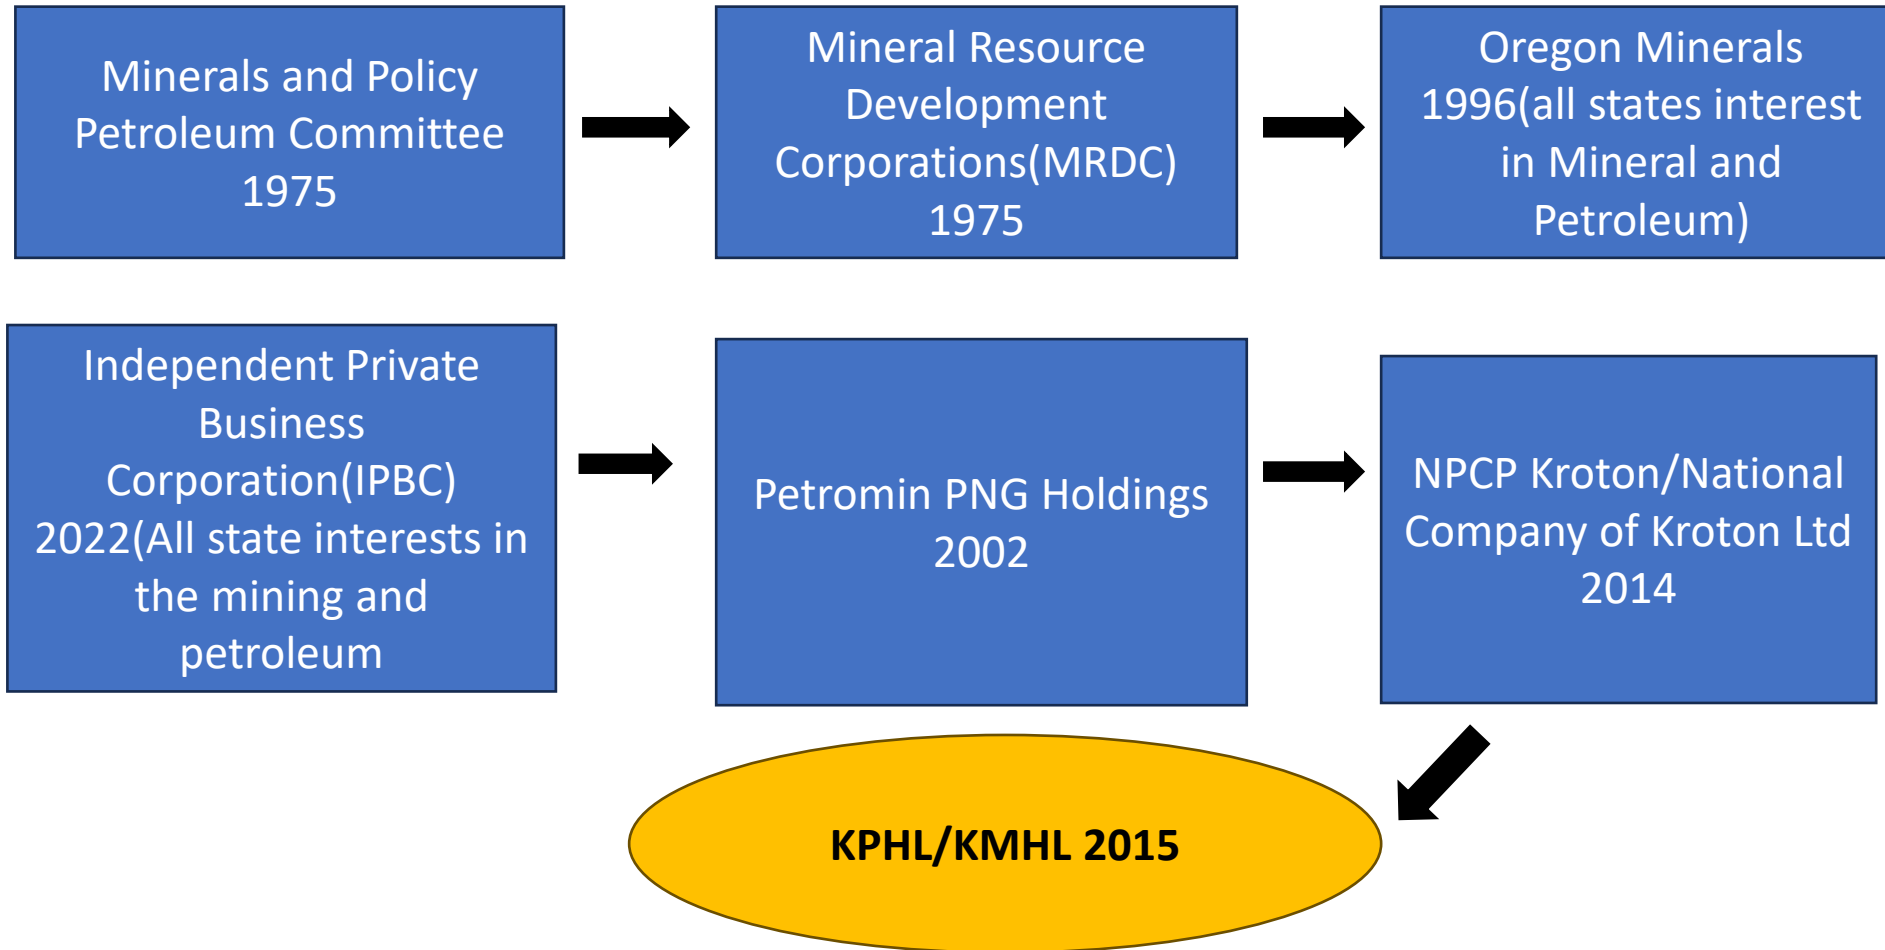 Minerals and Policy
Petroleum Committee
1975
Mineral Resource
Development
Corporations(MRDC)
1975
Oregon Minerals
1996(all states interest
in Mineral and
Petroleum)
Independent Private
Business
Corporation(IPBC)
2022(All state interests in
the mining and
petroleum
Petromin PNG Holdings
2002
NPCP Kroton/National
Company of Kroton Ltd
2014
KPHL/KMHL 2015